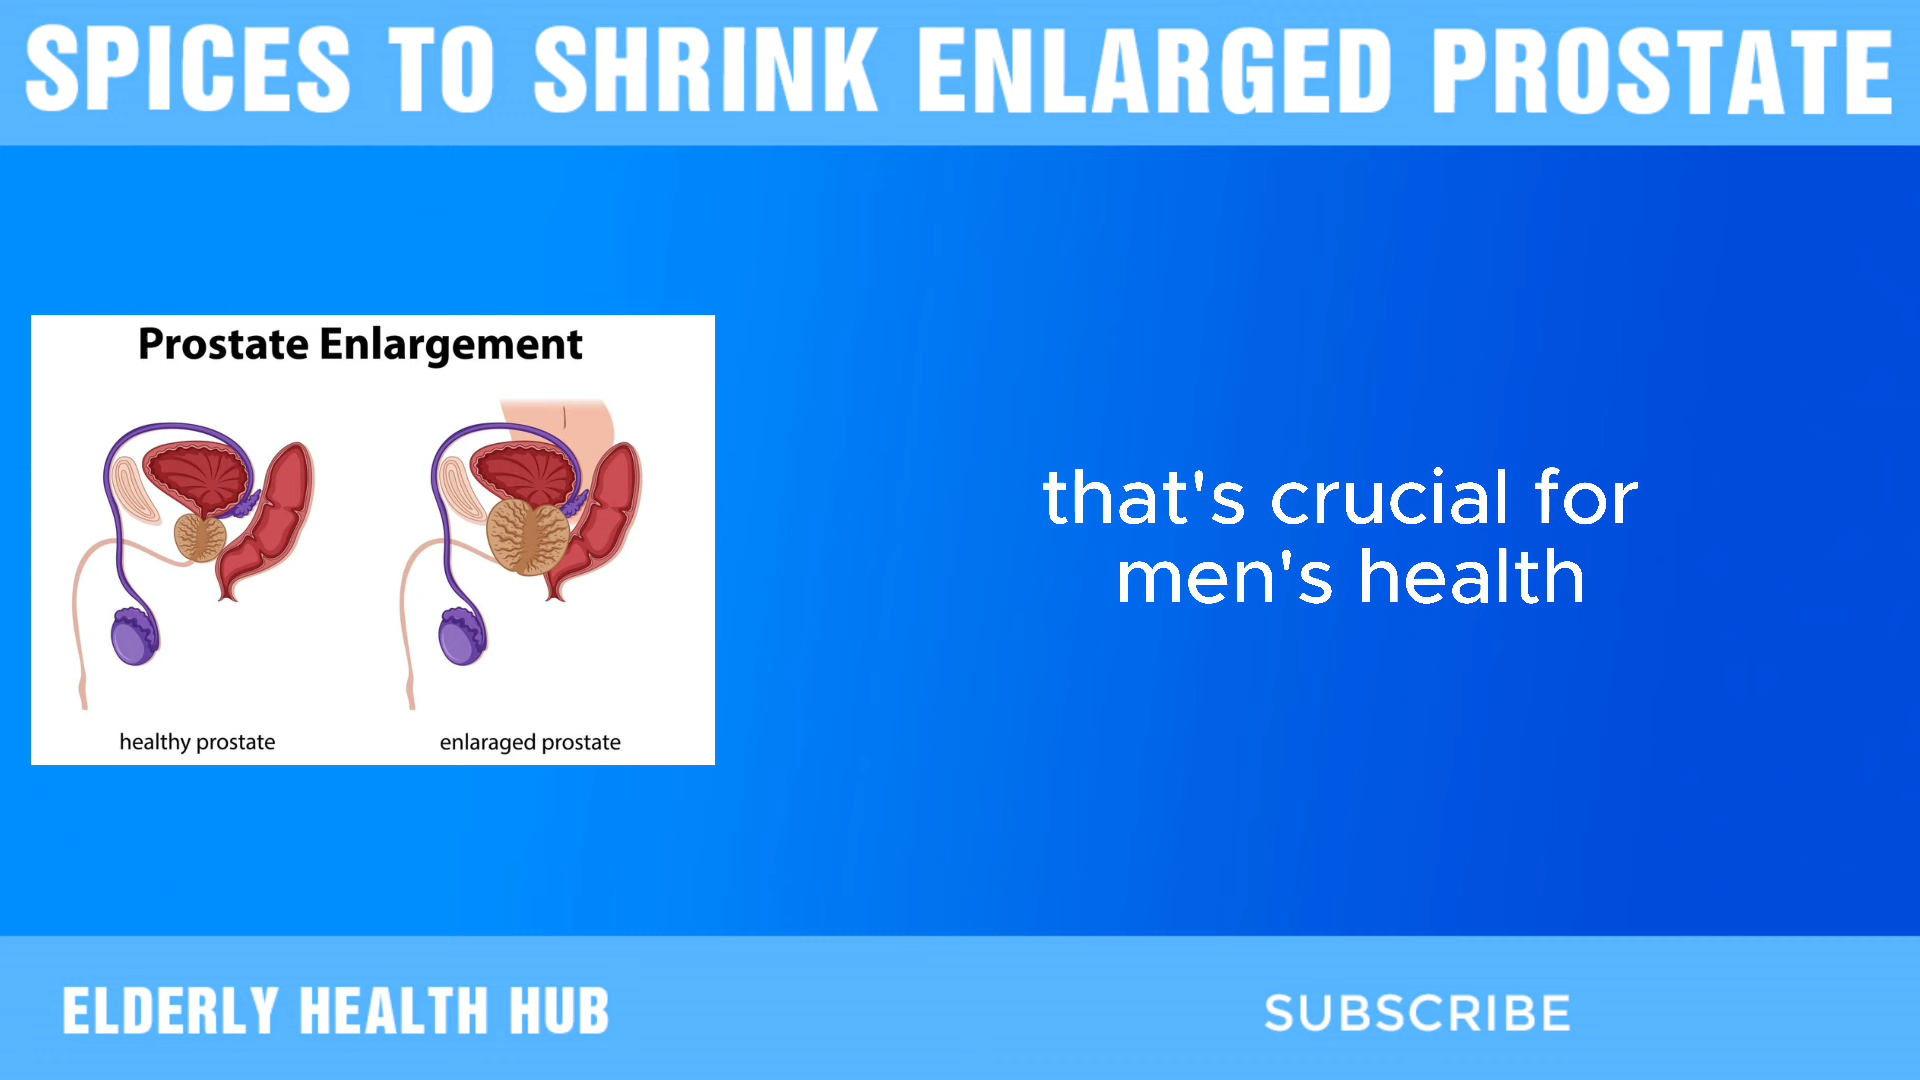 SPICES TO SHRINK ENLARGED PROSTATE
Prostate Enlargement
healthy prostate
enlaraged prostate
that's crucial for
men's health
ELDERLY HEALTH HUB
SUBSCRIBE